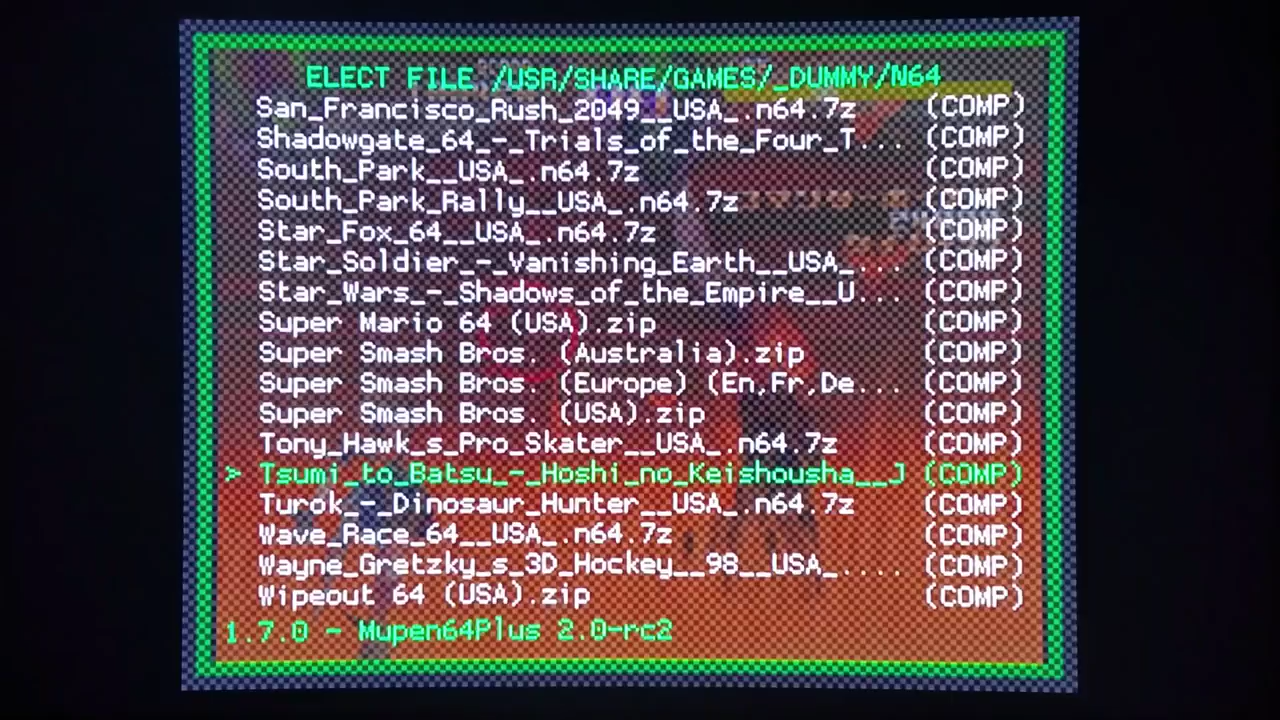 ELECT FILE /USR/SHARE/GAMES/_DUMMY/N64
San_Francisco_Rush_2049__USA_.n64.7z (COMP)
Shadowgate_64_-_Trials_of_the_Four_T... (COMP)
South_Park__USA_.n64.7z (COMP)
South_Park_Rally__USA_.n64.7z (COMP)
Star_Fox_64__USA_.n64.7z (COMP)
Star_Soldier_-_Vanishing_Earth__USA_... (COMP)
Star_Wars_-_Shadows_of_the_Empire__U... (COMP)
Super Mario 64 (USA).zip (COMP)
Super Smash Bros. (Australia).zip (COMP)
Super Smash Bros. (Europe) (En,Fr,De... (COMP)
Super Smash Bros. (USA).zip (COMP)
Tony_Hawk_s_Pro_Skater__USA_.n64.7z (COMP)
> Tsumi_to_Batsu_-_Hoshi_no_Keishousha__J (COMP)
Turok_-_Dinosaur_Hunter__USA_.n64.7z (COMP)
Wave_Race_64__USA_.n64.7z (COMP)
Wayne_Gretzky_s_3D_Hockey__98__USA_.... (COMP)
Wipeout 64 (USA).zip (COMP)
1.7.0 - Mupen64Plus 2.0-rc2